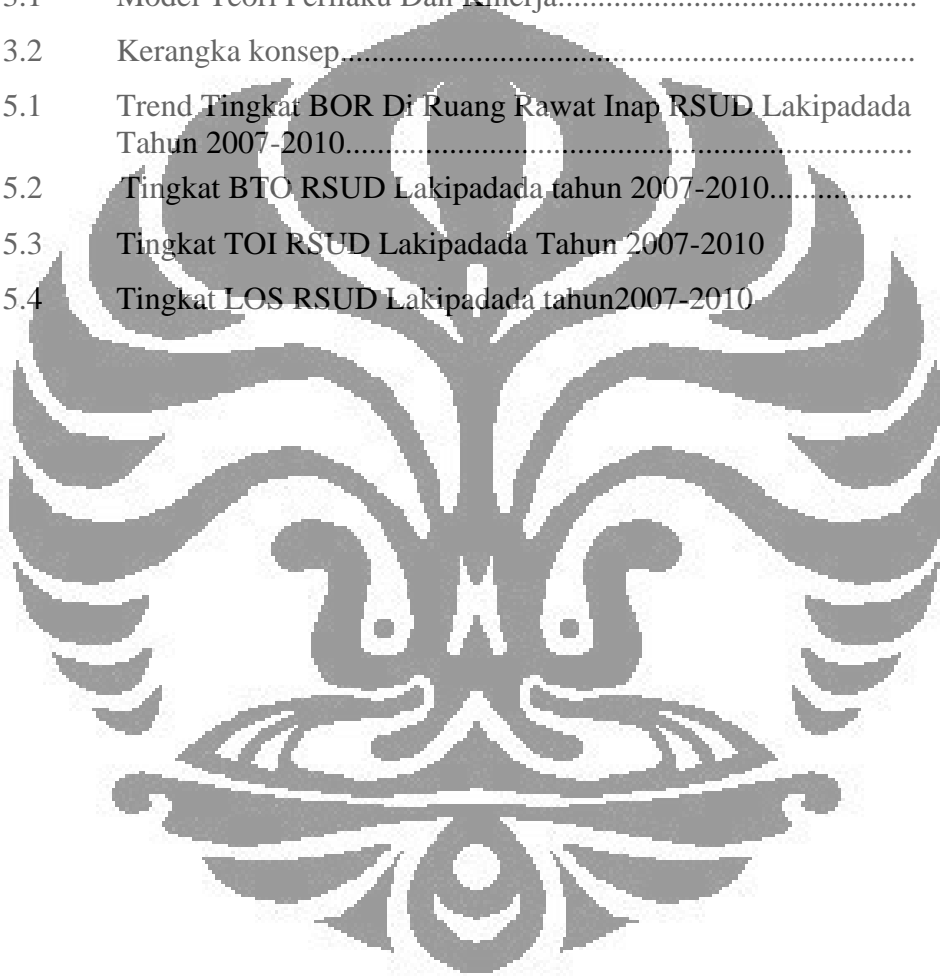 3.1 Model Teori Perilaku Dan Kinerja.............................................
3.2 Kerangka konsep........................................................................
5.1 Trend Tingkat BOR Di Ruang Rawat Inap RSUD Lakipadada
Tahun 2007-2010.......................................................................
5.2 Tingkat BTO RSUD Lakipadada tahun 2007-2010..................
5.3 Tingkat TOI RSUD Lakipadada Tahun 2007-2010
5.4 Tingkat LOS RSUD Lakipadada tahun2007-2010